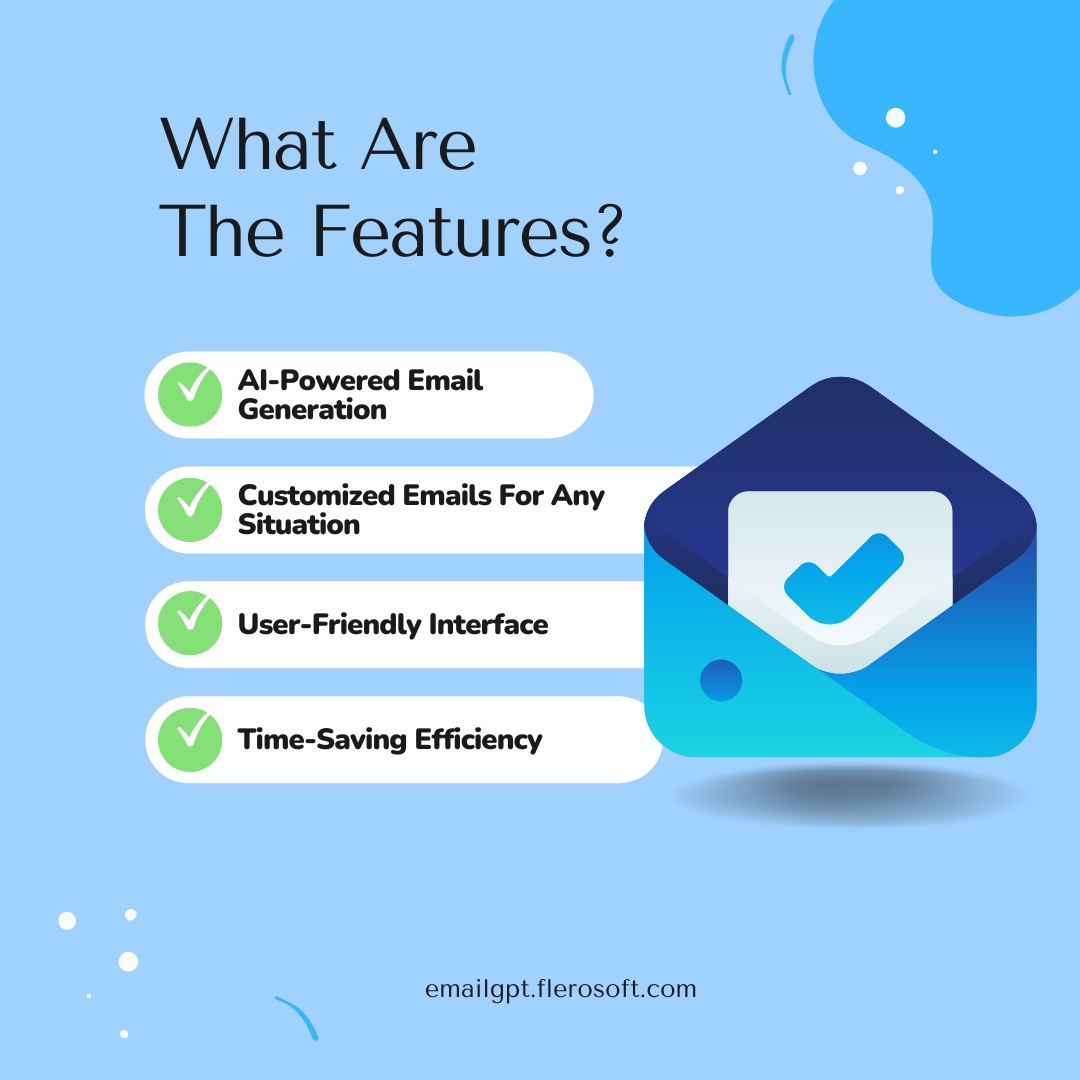 What Are
The Features?
AI-Powered Email
Generation
Customized Emails For Any
Situation
User-Friendly Interface
Time-Saving Efficiency
emailgpt.flerosoft.com